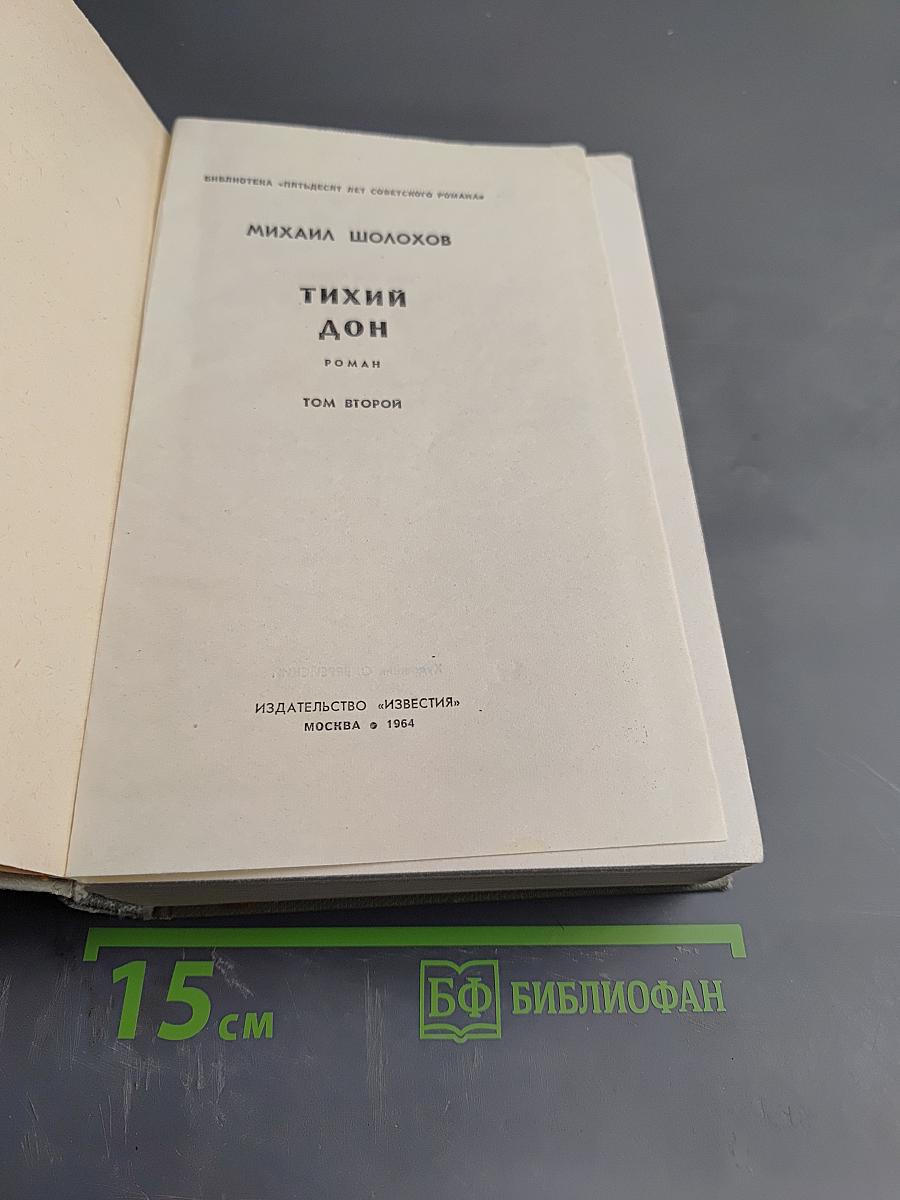 БИБЛИОТЕКА «ПЯТЬДЕСЯТ ЛЕТ СОВЕТСКОГО РОМАНА»
МИХАИЛ ШОЛОХОВ
ТИХИЙ
ДОН
РОМАН
ТОМ ВТОРОЙ
ИЗДАТЕЛЬСТВО «ИЗВЕСТИЯ»
МОСКВА 1964
15 см
БФ БИБЛИОФАН